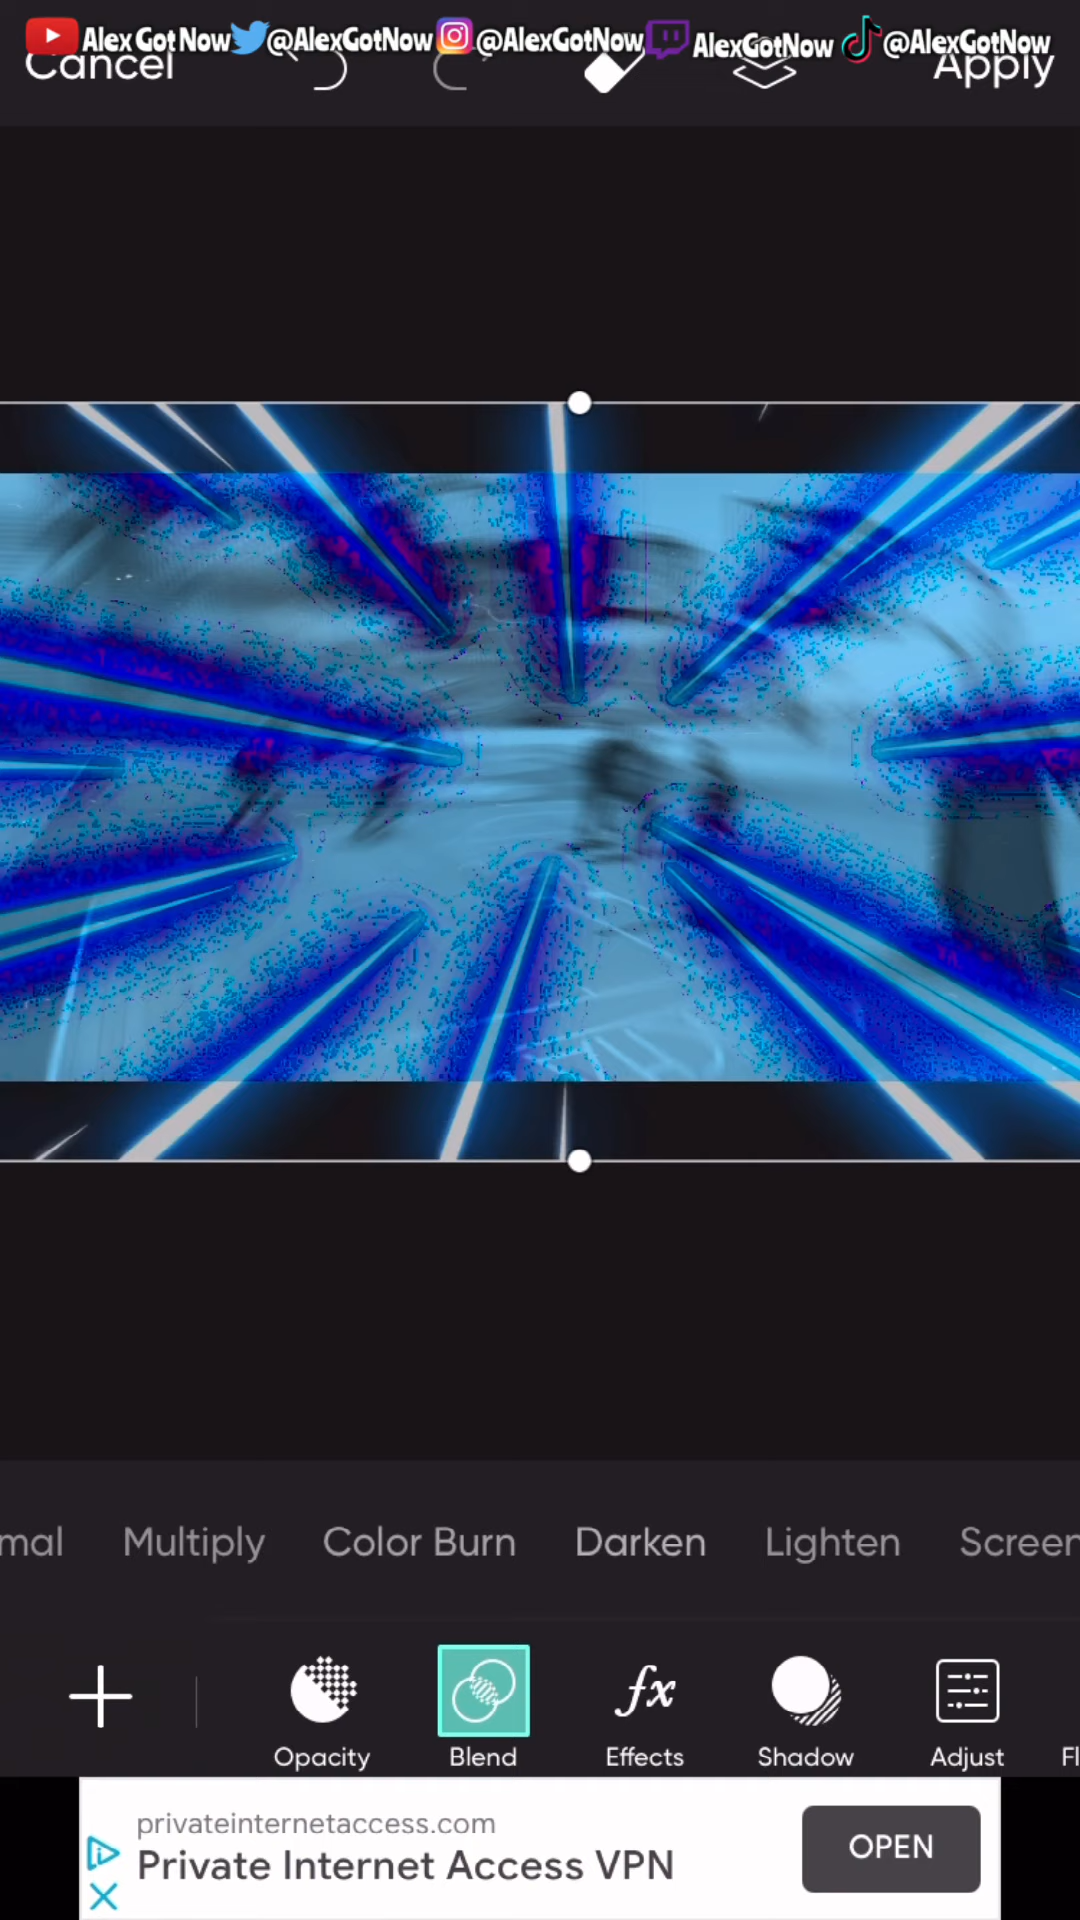 Alex Got Now @AlexGotNow @AlexGotNow AlexGotNow @AlexGotNow
Cancel Apply
mal Multiply Color Burn Darken Lighten Screen
Opacity Blend Effects Shadow Adjust Fl
privateinternetaccess.com
Private Internet Access VPN
OPEN